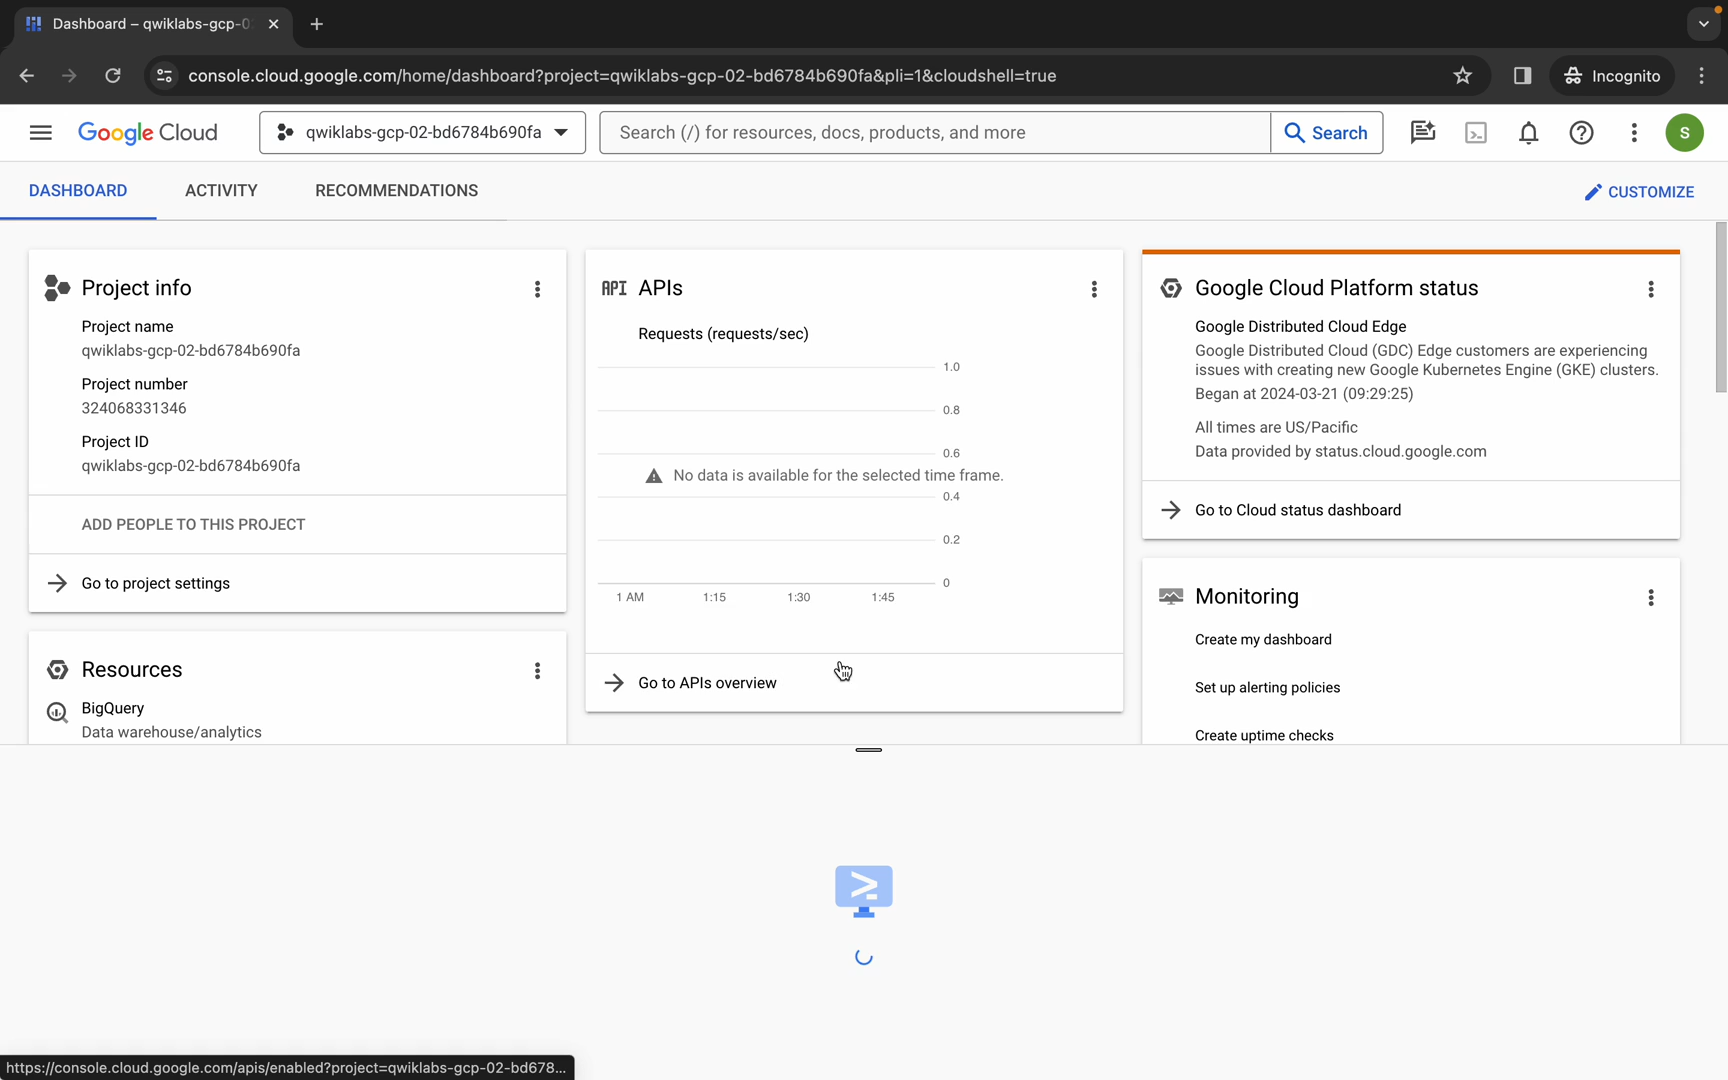 Dashboard – qwiklabs-gcp-0
console.cloud.google.com/home/dashboard?project=qwiklabs-gcp-02-bd6784b690fa&pli=1&cloudshell=true
Incognito
Google Cloud
qwiklabs-gcp-02-bd6784b690fa
Search (/) for resources, docs, products, and more
Search
S
DASHBOARD
ACTIVITY
RECOMMENDATIONS
CUSTOMIZE
Project info
Project name
qwiklabs-gcp-02-bd6784b690fa
Project number
324068331346
Project ID
qwiklabs-gcp-02-bd6784b690fa
ADD PEOPLE TO THIS PROJECT
Go to project settings
Resources
BigQuery
Data warehouse/analytics
API APIs
Requests (requests/sec)
1.0
0.8
0.6
No data is available for the selected time frame.
0.4
0.2
0
1 AM 1:15 1:30 1:45
Go to APIs overview
Google Cloud Platform status
Google Distributed Cloud Edge
Google Distributed Cloud (GDC) Edge customers are experiencing
issues with creating new Google Kubernetes Engine (GKE) clusters.
Began at 2024-03-21 (09:29:25)
All times are US/Pacific
Data provided by status.cloud.google.com
Go to Cloud status dashboard
Monitoring
Create my dashboard
Set up alerting policies
Create uptime checks
https://console.cloud.google.com/apis/enabled?project=qwiklabs-gcp-02-bd678...